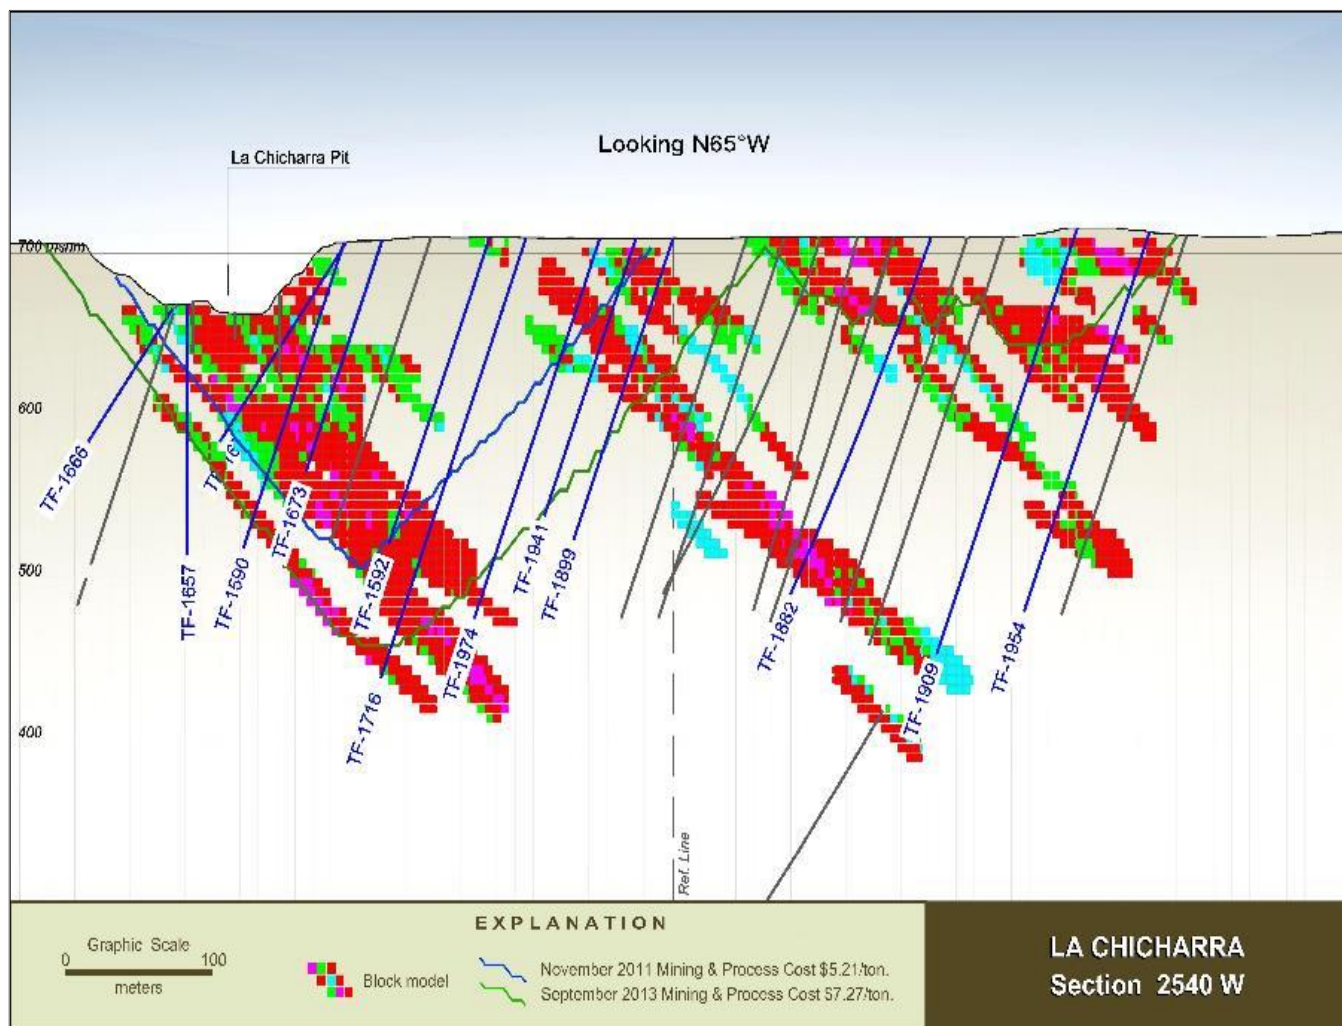 Looking N65°W
La Chicharra Pit
700 msnm
600
500
400
TF-1666
TF-1657
TF-1590
TF-1673
TF-1592
TF-1716
TF-1974
TF-1941
TF-1899
TF-1882
TF-1909
TF-1954
Ref. Line
EXPLANATION
Graphic Scale
0 100
meters
Block model
November 2011 Mining & Process Cost $5.21/ton.
September 2013 Mining & Process Cost $7.27/ton.
LA CHICHARRA
Section 2540 W